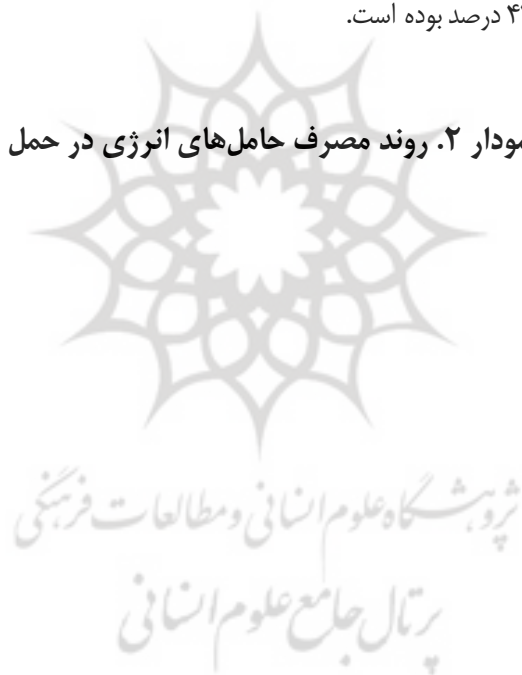 درصد بوده است.
مودار ۲. روند مصرف حامل‌های انرژی در حمل
پژوهشگاه علوم انسانی و مطالعات فرهنگی
پرتال جامع علوم انسانی